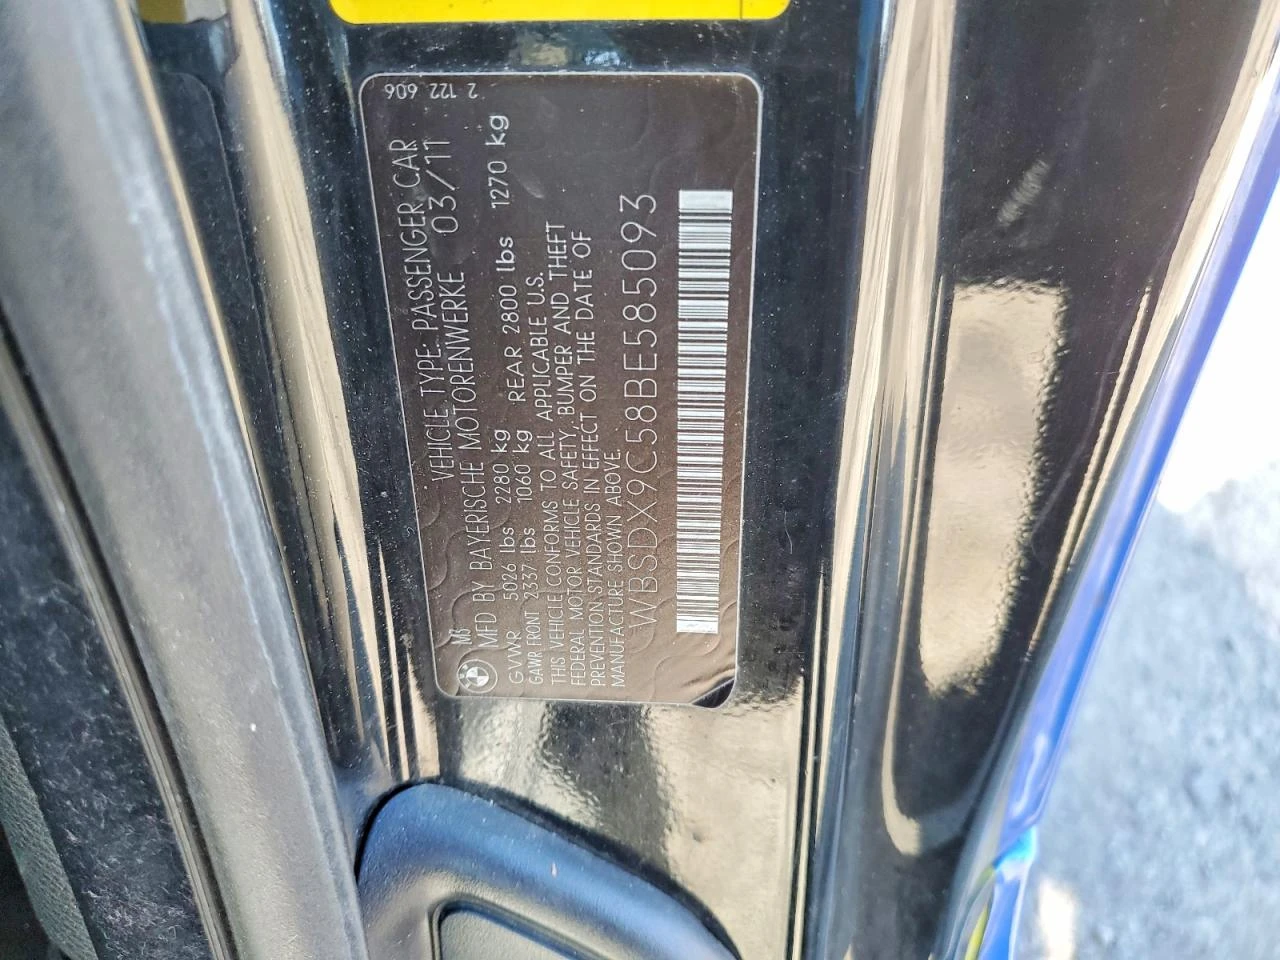 2 122 606
VEHICLE TYPE: PASSENGER CAR
MFD BY BAYERISCHE MOTORENWERKE 03/11
GVWR 5026 lbs 2280 kg
GAWR FRONT 2337 lbs 1060 kg REAR 2800 lbs 1270 kg
THIS VEHICLE CONFORMS TO ALL APPLICABLE U.S.
FEDERAL MOTOR VEHICLE SAFETY, BUMPER AND THEFT
PREVENTION STANDARDS IN EFFECT ON THE DATE OF
MANUFACTURE SHOWN ABOVE.
WBSDX9C58BE585093